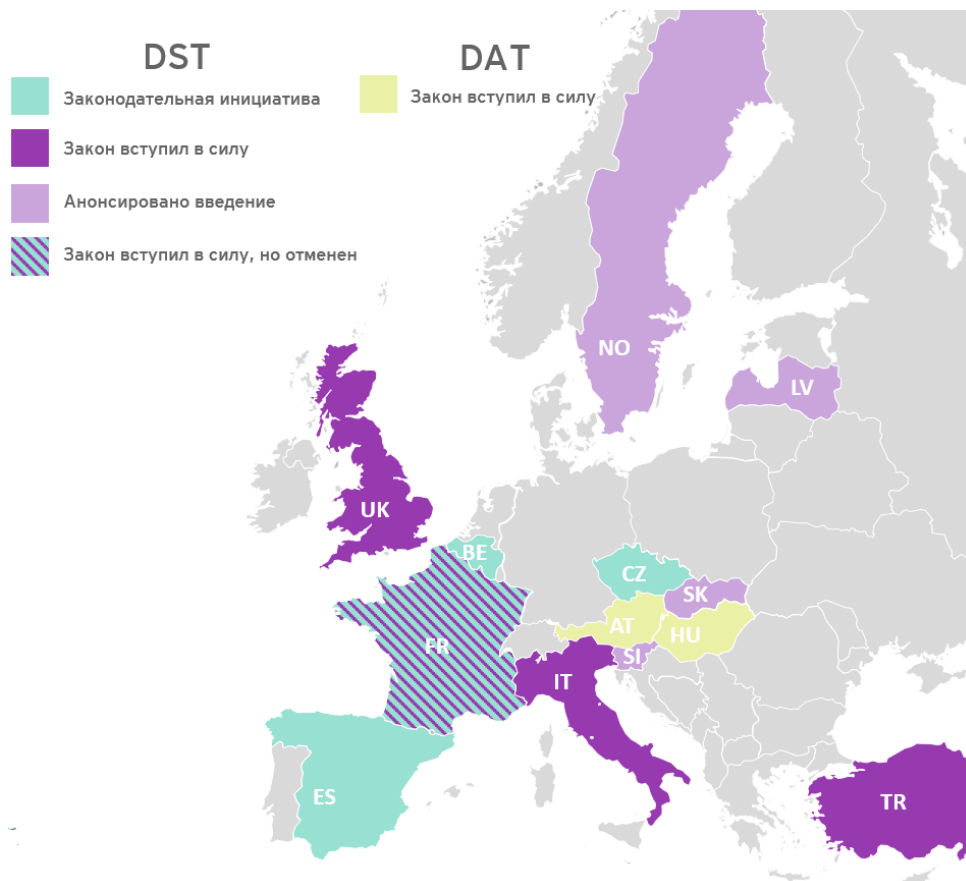 DST
DAT
Законодательная инициатива
Закон вступил в силу
Закон вступил в силу
Анонсировано введение
Закон вступил в силу, но отменен
NO
LV
UK
BE
CZ
SK
AT
HU
FR
SI
IT
ES
TR